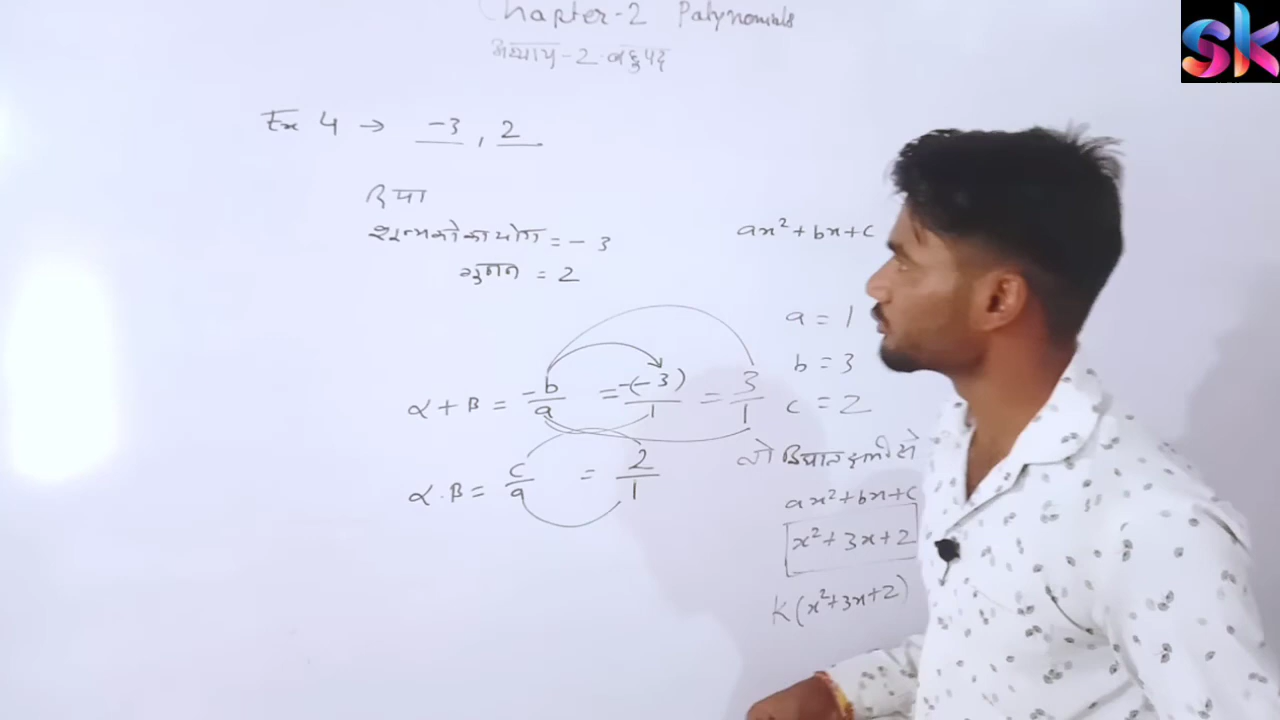 Chapter-2 Polynomials
अध्याय-2 बहुपद
Ex 4 → -3, 2
दिया
शून्यको का योग = -3
गुणन = 2
ax²+bx+c
a = 1
b = 3
c = 2
α+β = -b/a = -(-3)/1 = 3/1
α.β = c/a = 2/1
तो द्विघात
ax²+bx+c
x²+3x+2
K(x²+3x+2)
sk